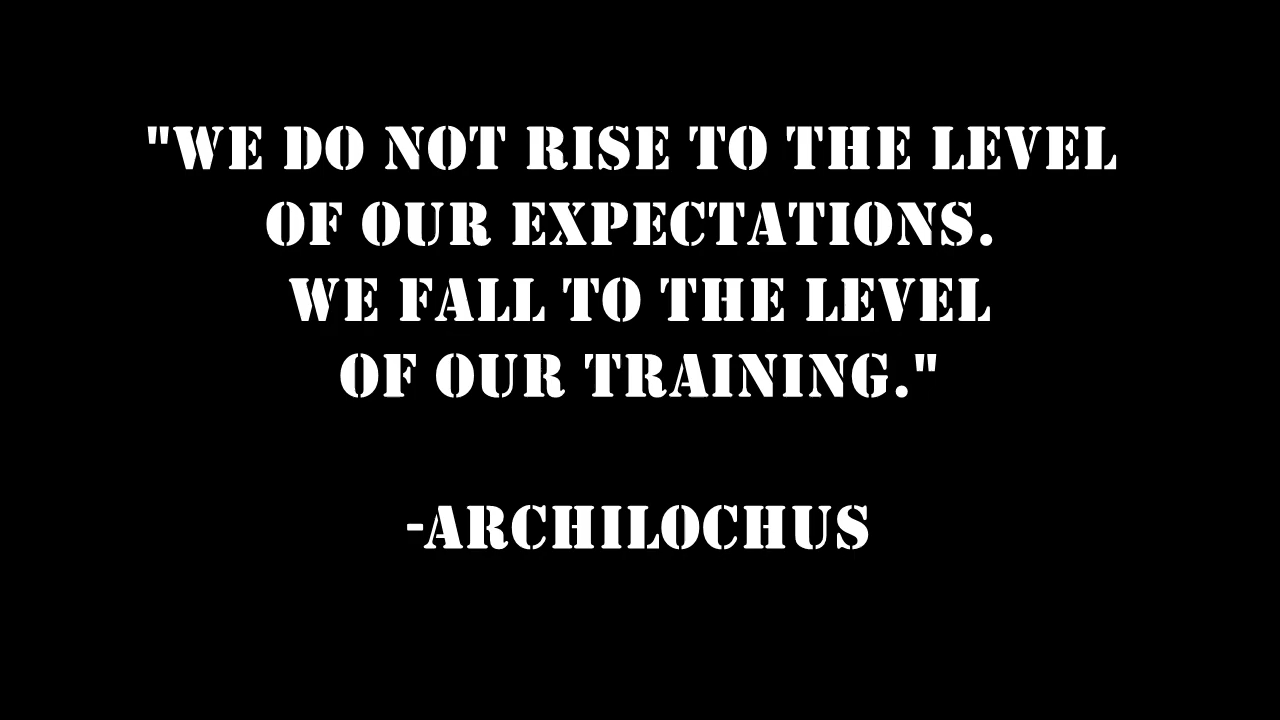 "WE DO NOT RISE TO THE LEVEL
OF OUR EXPECTATIONS.
WE FALL TO THE LEVEL
OF OUR TRAINING."
-ARCHILOCHUS